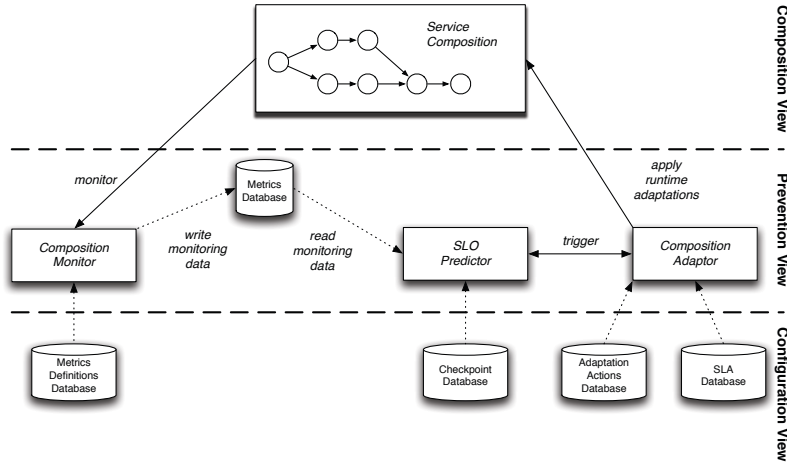 Service
Composition
Composition View
monitor
Metrics
Database
apply
runtime
adaptations
Prevention View
Composition
Monitor
write
monitoring
data
read
monitoring
data
SLO
Predictor
trigger
Composition
Adaptor
Metrics
Definitions
Database
Checkpoint
Database
Adaptation
Actions
Database
SLA
Database
Configuration View